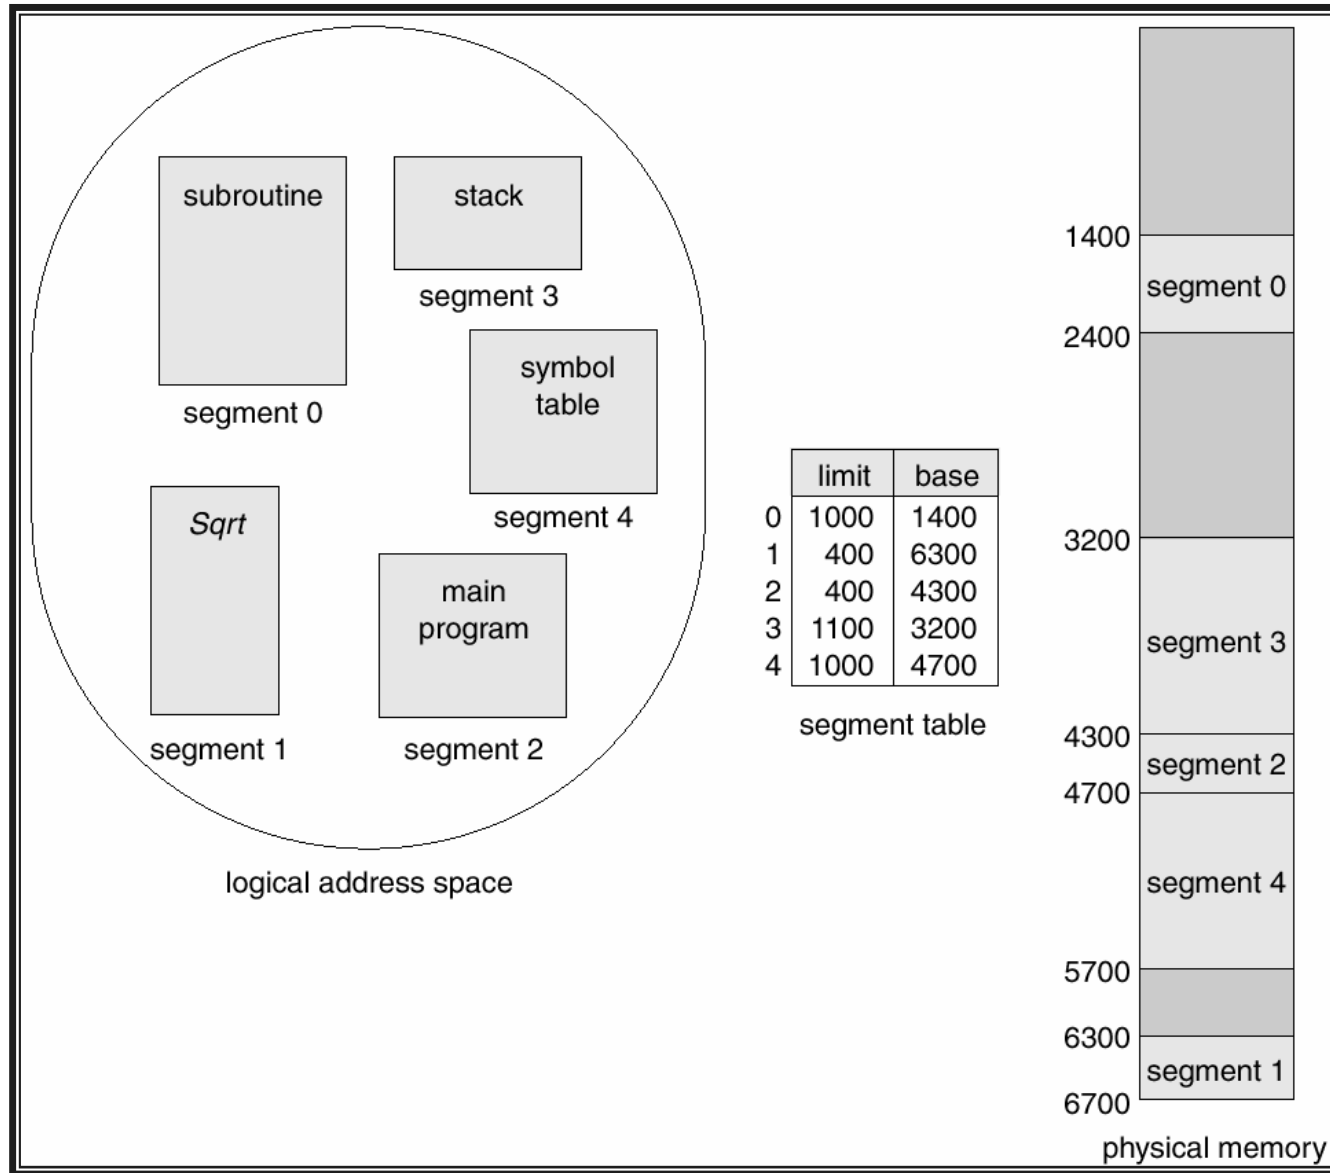 subroutine
segment 0
stack
segment 3
symbol
table
segment 4
Sqrt
segment 1
main
program
segment 2
logical address space
limit base
0 1000 1400
1 400 6300
2 400 4300
3 1100 3200
4 1000 4700
segment table
1400
segment 0
2400
3200
segment 3
4300
segment 2
4700
segment 4
5700
6300
segment 1
6700
physical memory